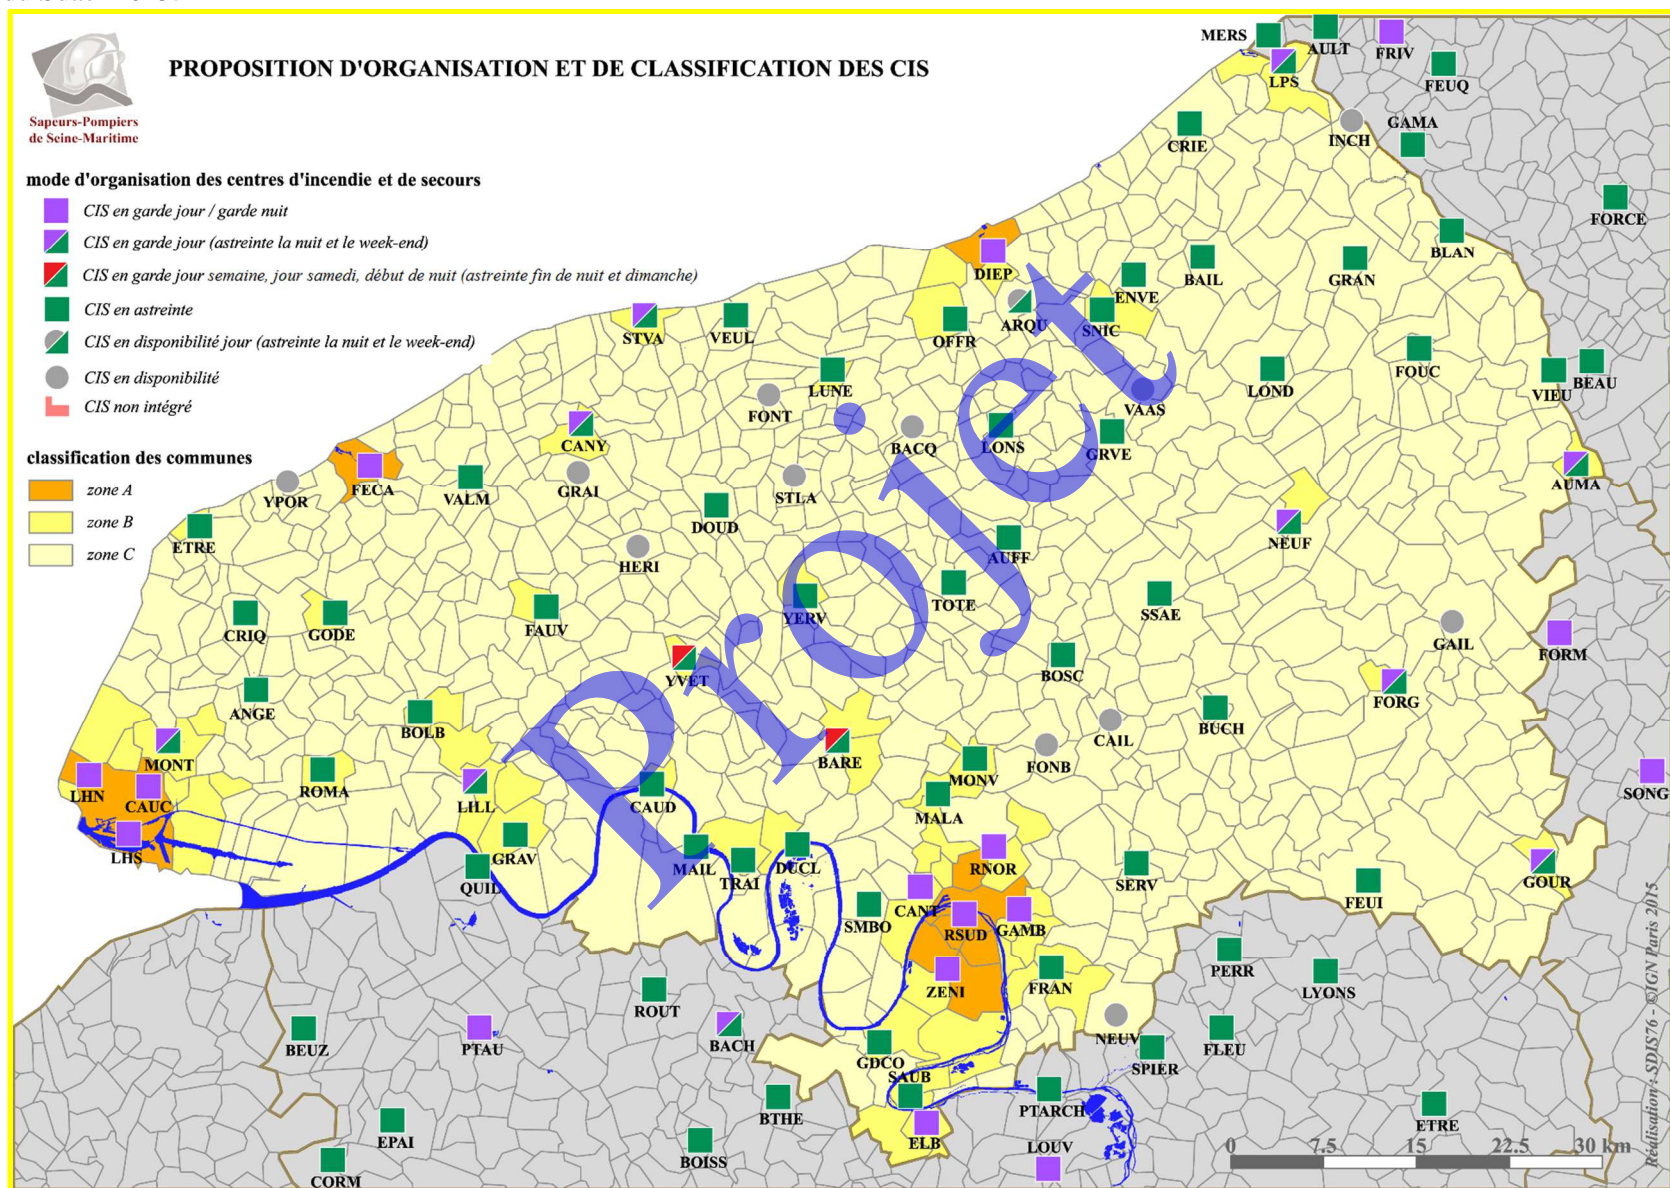 PROPOSITION D'ORGANISATION ET DE CLASSIFICATION DES CIS
Sapeurs-Pompiers
de Seine-Maritime
mode d'organisation des centres d'incendie et de secours
CIS en garde jour / garde nuit
CIS en garde jour (astreinte la nuit et le week-end)
CIS en garde jour semaine, jour samedi, début de nuit (astreinte fin de nuit et dimanche)
CIS en astreinte
CIS en disponibilité jour (astreinte la nuit et le week-end)
CIS en disponibilité
CIS non intégré
classification des communes
zone A
zone B
zone C
MERS
AULT
FRIV
LPS
FEUQ
GAMA
CRIE
INCH
FORCE
BLAN
DIEP
BAIL
GRAN
ENVE
ARQU
SNIC
STVA
VEUL
OFFR
LUNE
FONT
VAAS
LOND
FOUC
VIEU
BEAU
CANY
BACQ
LONS
GRVE
YPOR
FECA
VALM
GRAI
STLA
AUMA
DOUD
ETRE
HERI
AUFF
NEUF
CRIQ
GODE
FAUV
YERV
TOTE
SSAE
GAIL
FORM
YVET
BOSC
FORG
ANGE
BOLB
BUCH
CAIL
MONT
BARE
MONV
FONB
LHN
CAUC
ROMA
LILL
CAUD
MALA
SONG
LHS
GRAV
QUIL
MAIL
TRAI
DUCL
RNOR
SERV
FEUI
GOUR
CANT
SMBO
RSUD
GAMB
ZENI
FRAN
PERR
LYONS
ROUT
BEUZ
PTAU
BACH
GDCO
NEUV
SPIER
FLEU
SAUB
BTHE
PTARCH
ETRE
EPAI
BOISS
ELB
LOUV
CORM
Projet
0 7.5 15 22.5 30 km
Réalisation : SDIS76 - ©IGN Paris 2015